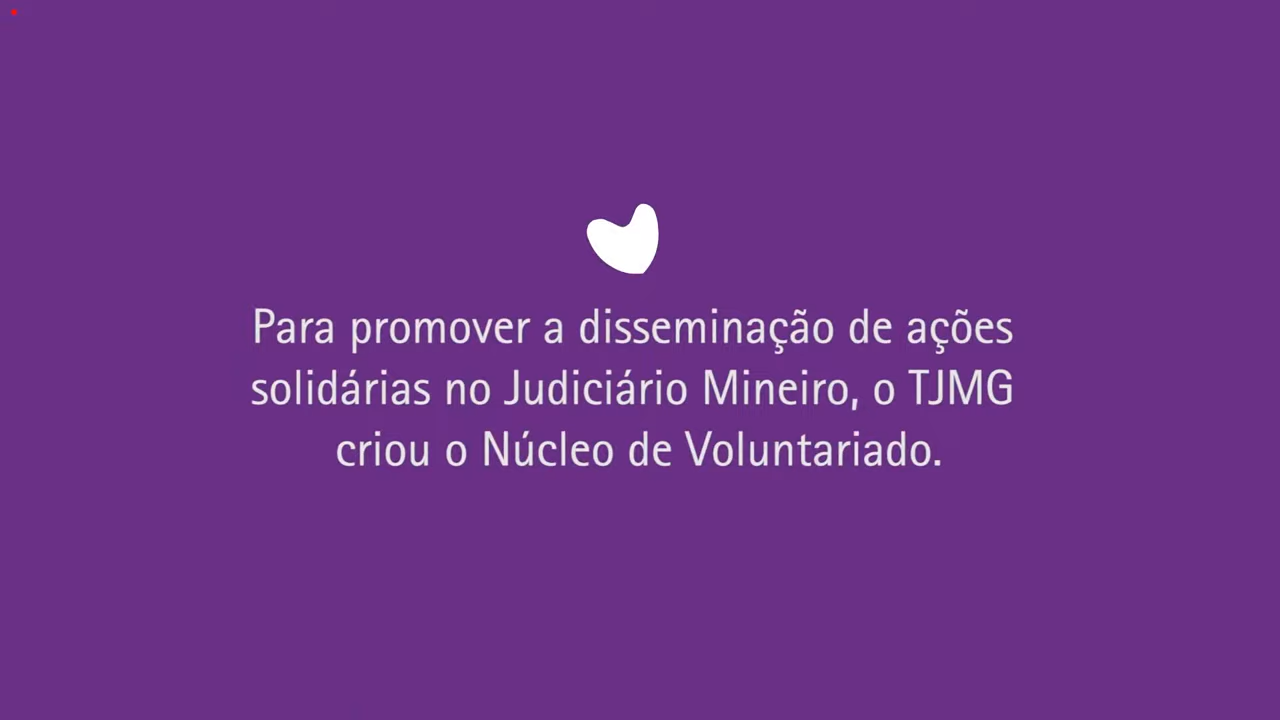 Para promover a disseminação de ações
solidárias no Judiciário Mineiro, o TJMG
criou o Núcleo de Voluntariado.